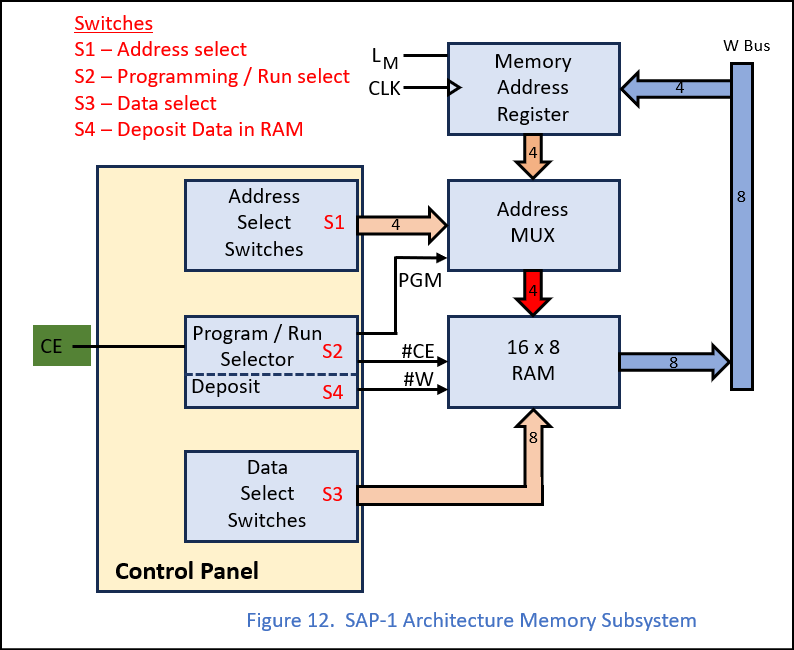 Switches
S1 – Address select
S2 – Programming / Run select
S3 – Data select
S4 – Deposit Data in RAM
L M
CLK
Memory
Address
Register
W Bus
4
8
4
Address
Select
Switches
S1
4
Address
MUX
PGM
4
CE
Program / Run
Selector
S2
Deposit
S4
#CE
#W
16 x 8
RAM
8
8
Data
Select
Switches
S3
Control Panel
Figure 12. SAP-1 Architecture Memory Subsystem